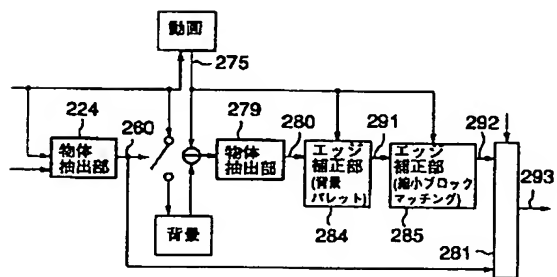 動画
275
224
260
279
280
291
292
293
物体
抽出部
物体
抽出部
エッジ
補正部
(背景
パレット)
エッジ
補正部
(縮小ブロック
マッチング)
背景
284
285
281